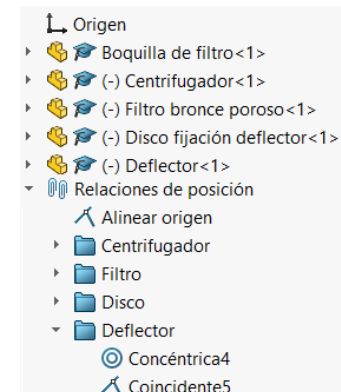 Origen
Boquilla de filtro<1>
(-) Centrifugador<1>
(-) Filtro bronce poroso<1>
(-) Disco fijación deflector<1>
(-) Deflector<1>
Relaciones de posición
Alinear origen
Centrifugador
Filtro
Disco
Deflector
Concéntrica4
Coincidente5